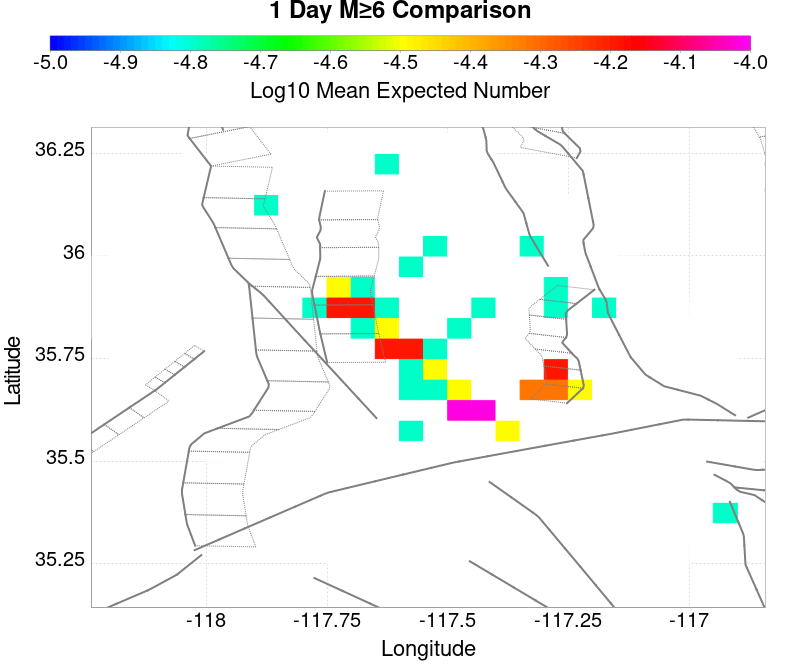 1 Day M≥6 Comparison
-5.0 -4.9 -4.8 -4.7 -4.6 -4.5 -4.4 -4.3 -4.2 -4.1 -4.0
Log10 Mean Expected Number
36.25
36
35.75
35.5
35.25
Latitude
-118 -117.75 -117.5 -117.25 -117
Longitude